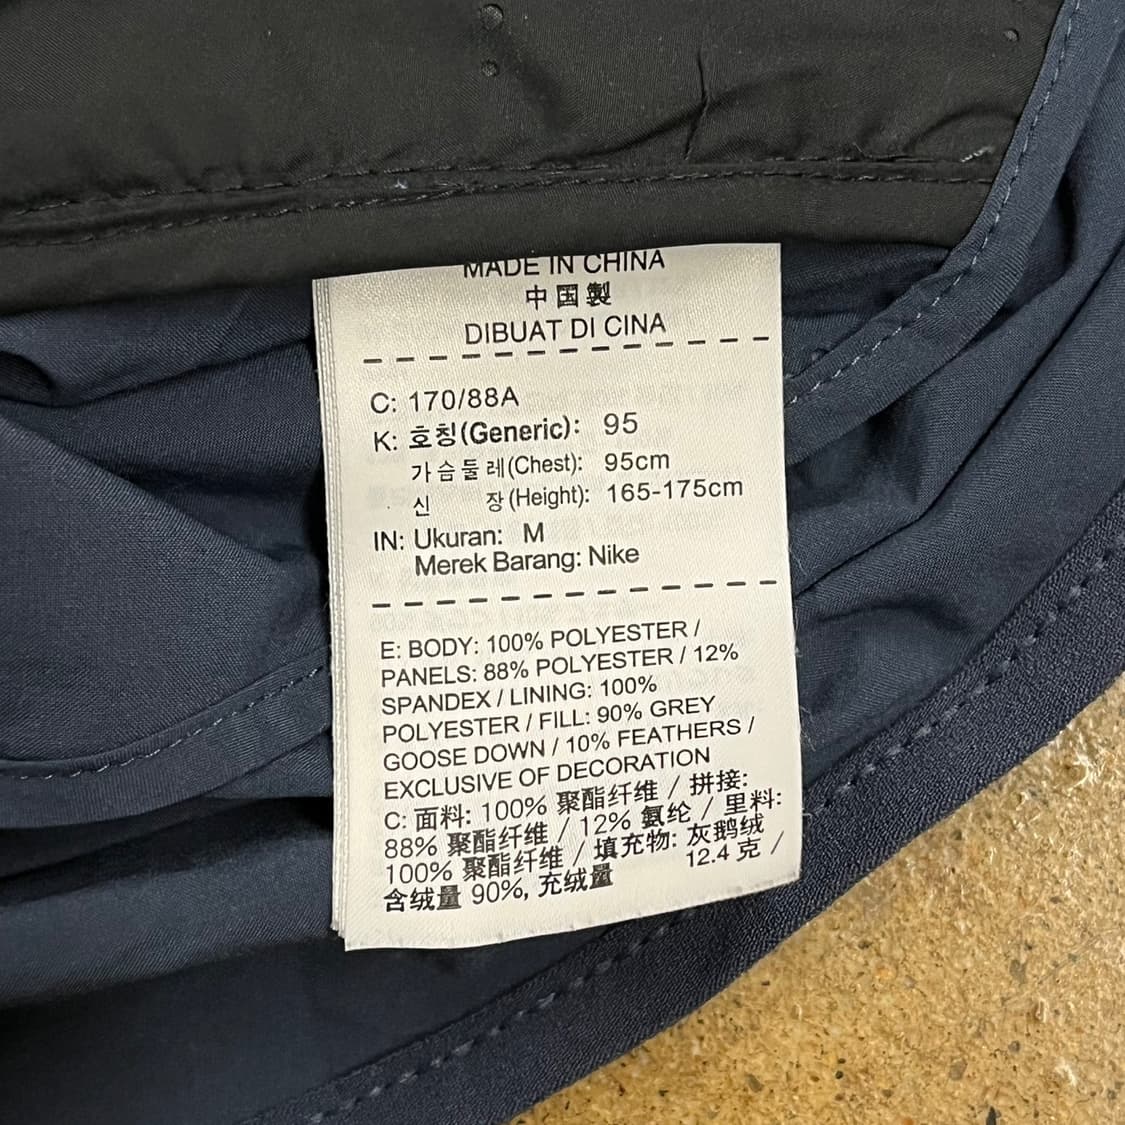 MADE IN CHINA
中国製
DIBUAT DI CINA
C: 170/88A
K: 호칭(Generic): 95
가슴둘레(Chest): 95cm
신 장(Height): 165-175cm
IN: Ukuran: M
Merek Barang: Nike
E: BODY: 100% POLYESTER /
PANELS: 88% POLYESTER / 12%
SPANDEX / LINING: 100%
POLYESTER / FILL: 90% GREY
GOOSE DOWN / 10% FEATHERS /
EXCLUSIVE OF DECORATION
C: 面料: 100% 聚酯纤维 / 拼接:
88% 聚酯纤维 / 12% 氨纶 / 里料:
100% 聚酯纤维 / 填充物: 灰鹅绒
含绒量 90%, 充绒量 12.4 克 /